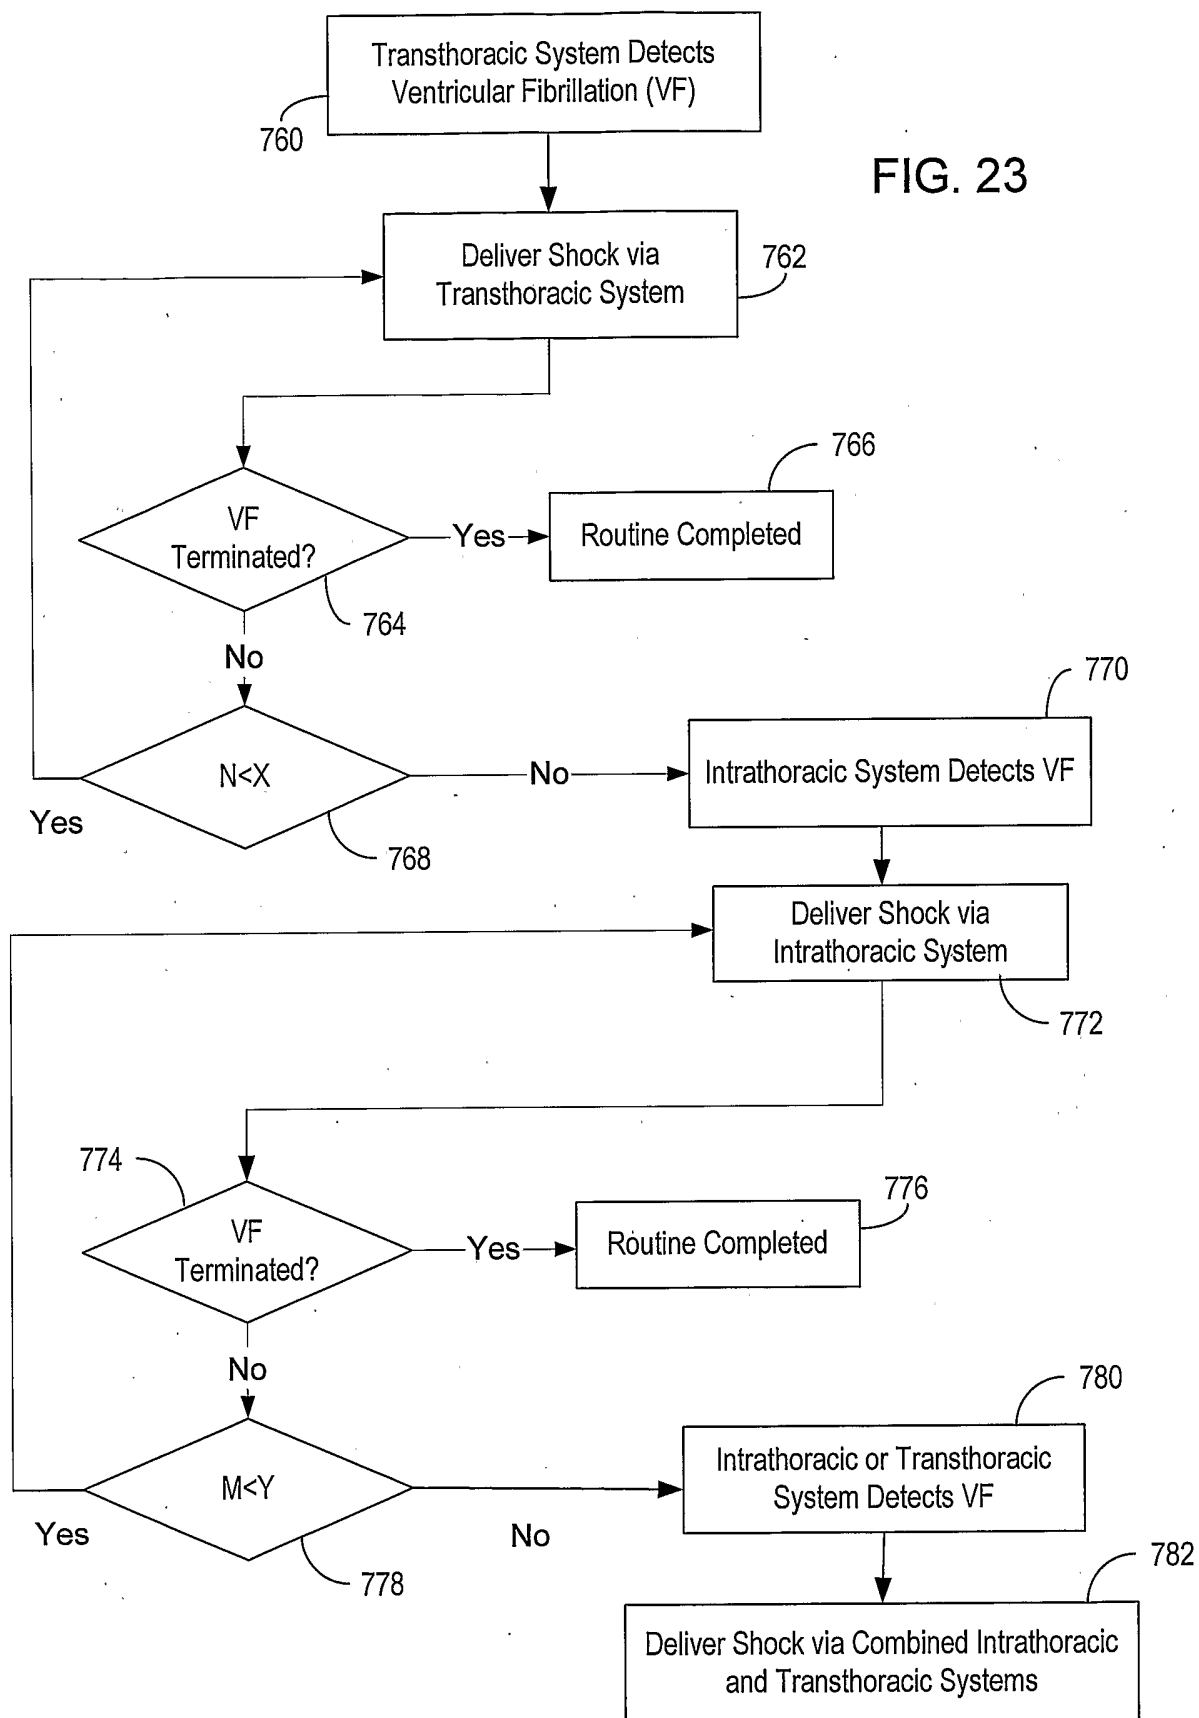 Transthoracic System Detects
Ventricular Fibrillation (VF)
760
FIG. 23
Deliver Shock via
Transthoracic System
762
766
VF
Terminated?
Yes
Routine Completed
764
No
770
N<X
No
Intrathoracic System Detects VF
Yes
768
Deliver Shock via
Intrathoracic System
772
774
776
VF
Terminated?
Yes
Routine Completed
No
780
M<Y
Intrathoracic or Transthoracic
System Detects VF
Yes
No
778
782
Deliver Shock via Combined Intrathoracic
and Transthoracic Systems